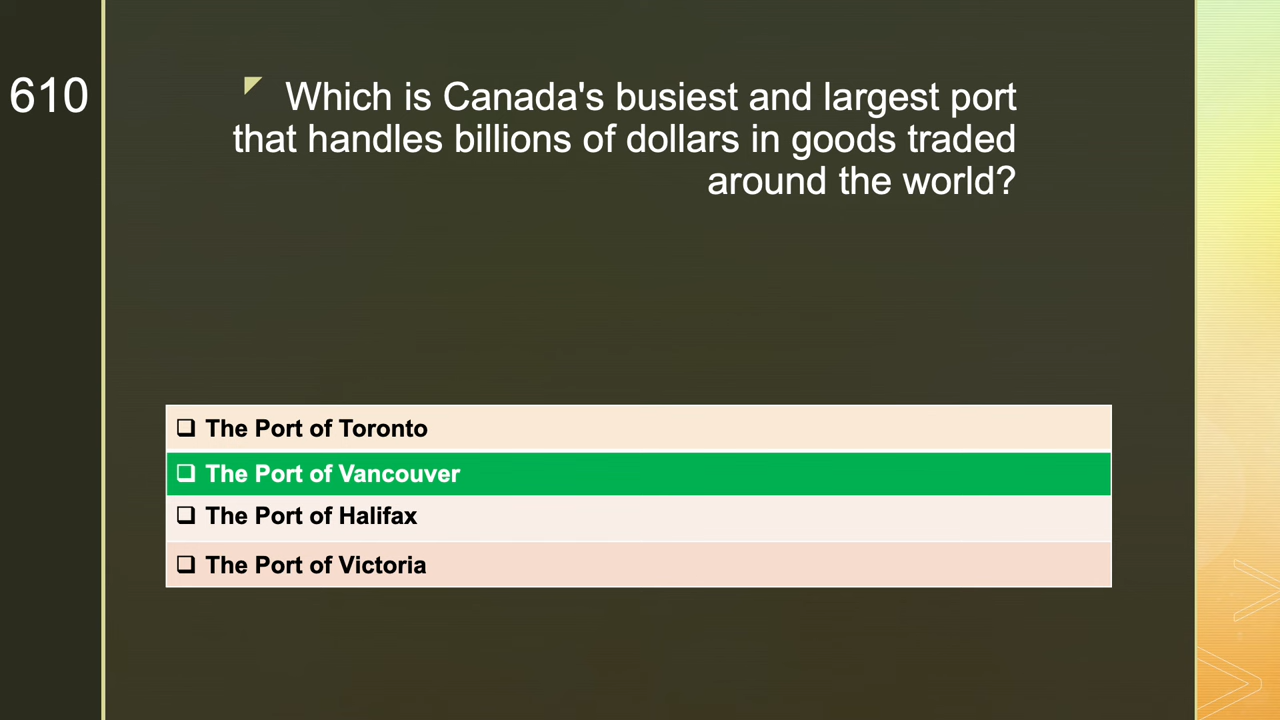 610
Which is Canada's busiest and largest port
that handles billions of dollars in goods traded
around the world?
❑ The Port of Toronto
❑ The Port of Vancouver
❑ The Port of Halifax
❑ The Port of Victoria